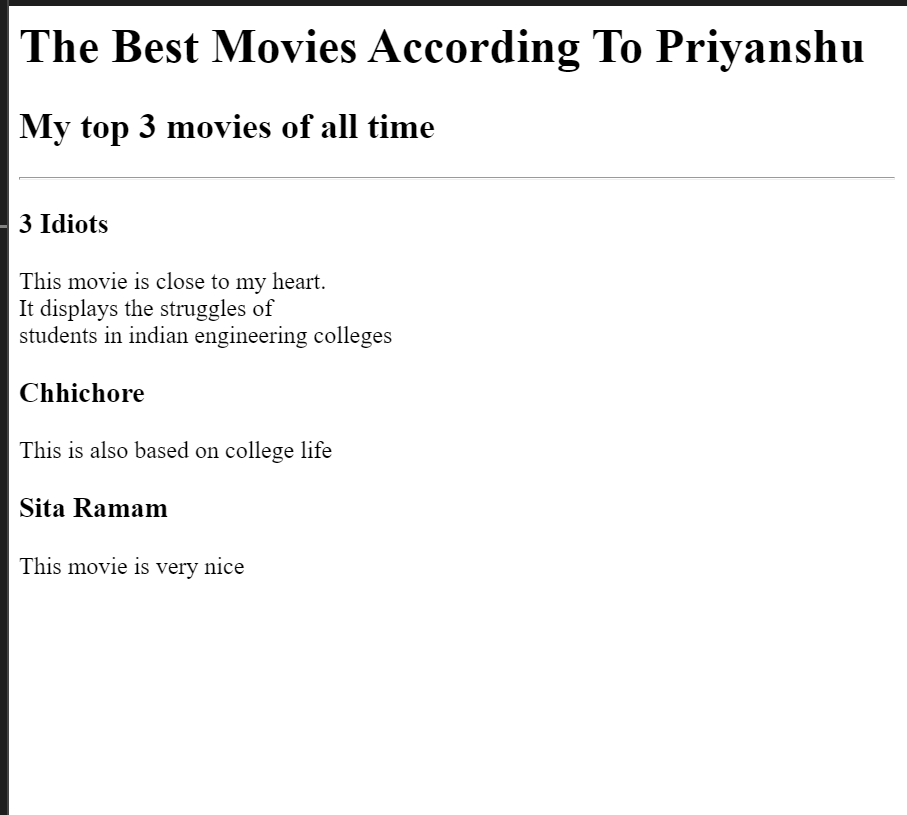 The Best Movies According To Priyanshu
My top 3 movies of all time
3 Idiots
This movie is close to my heart.
It displays the struggles of
students in indian engineering colleges
Chhichore
This is also based on college life
Sita Ramam
This movie is very nice